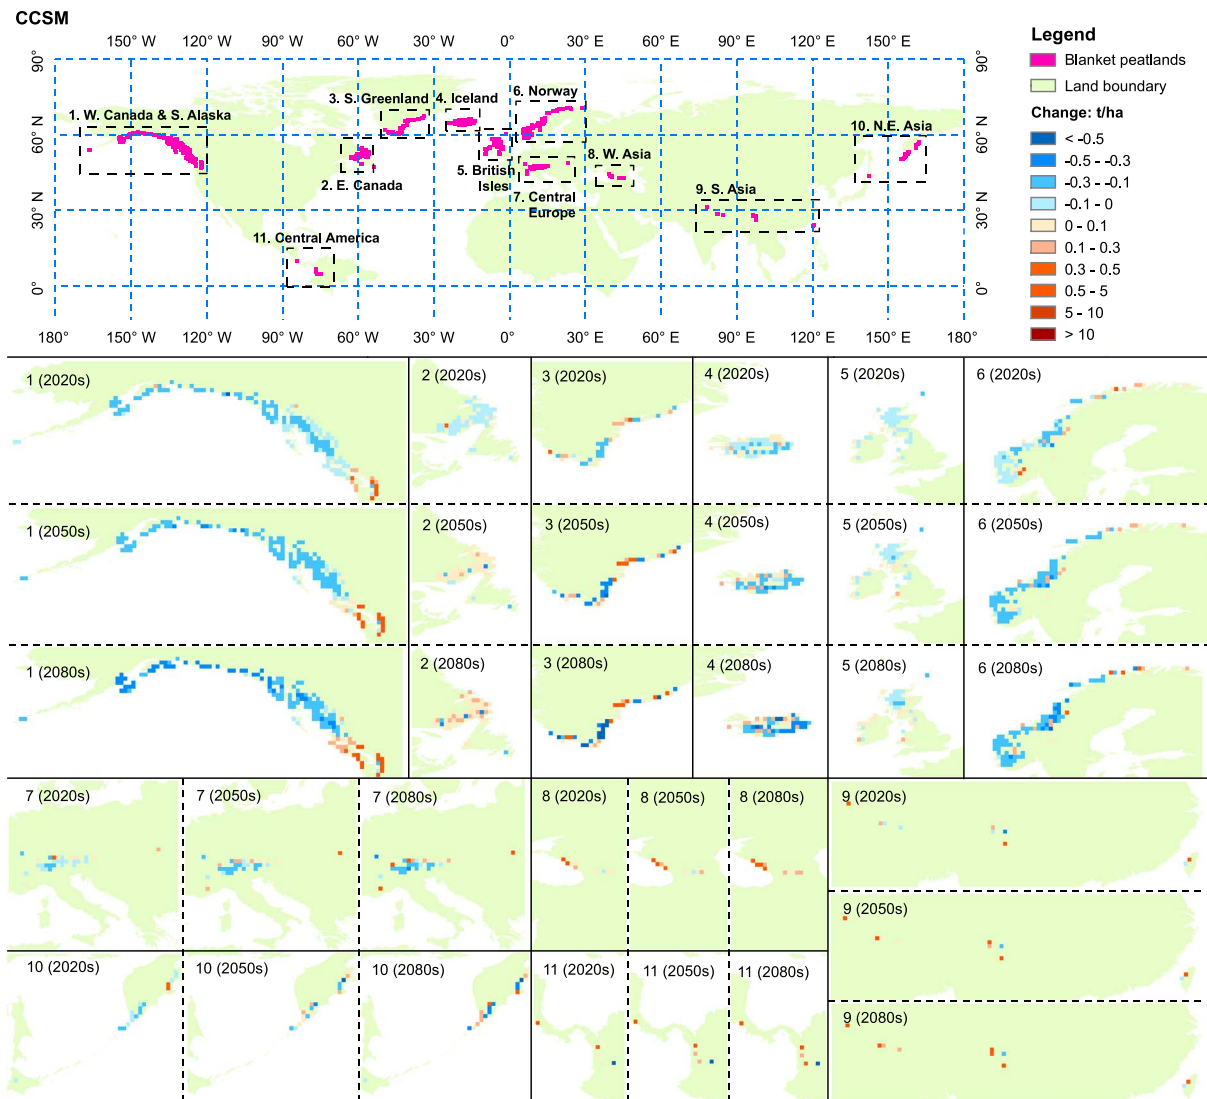 CCSM
150° W 120° W 90° W 60° W 30° W 0° 30° E 60° E 90° E 120° E 150° E
90°
60° N
30° N
0°
90°
60° N
30° N
0°
1. W. Canada & S. Alaska
2. E. Canada
3. S. Greenland
4. Iceland
5. British
Isles
6. Norway
7. Central
Europe
8. W. Asia
9. S. Asia
10. N.E. Asia
11. Central America
180° 150° W 120° W 90° W 60° W 30° W 0° 30° E 60° E 90° E 120° E 150° E 180°
Legend
Blanket peatlands
Land boundary
Change: t/ha
< -0.5
-0.5 - -0.3
-0.3 - -0.1
-0.1 - 0
0 - 0.1
0.1 - 0.3
0.3 - 0.5
0.5 - 5
5 - 10
> 10
1 (2020s) 2 (2020s) 3 (2020s) 4 (2020s) 5 (2020s) 6 (2020s)
1 (2050s) 2 (2050s) 3 (2050s) 4 (2050s) 5 (2050s) 6 (2050s)
1 (2080s) 2 (2080s) 3 (2080s) 4 (2080s) 5 (2080s) 6 (2080s)
7 (2020s) 7 (2050s) 7 (2080s) 8 (2020s) 8 (2050s) 8 (2080s) 9 (2020s)
9 (2050s)
10 (2020s) 10 (2050s) 10 (2080s) 11 (2020s) 11 (2050s) 11 (2080s)
9 (2080s)